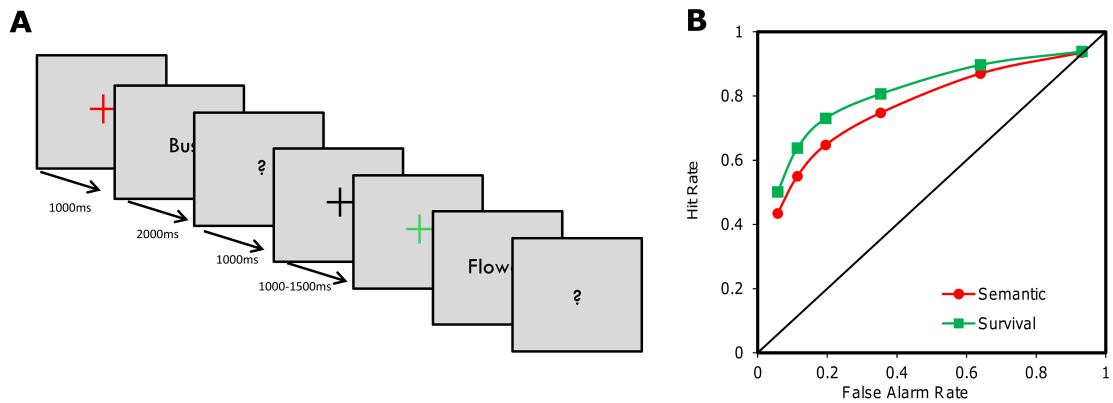 A
Bus
?
?
Flow
1000ms
2000ms
1000ms
1000-1500ms
B
Hit Rate
1
0.8
0.6
0.4
0.2
0
Semantic
Survival
0
0.2
0.4
0.6
0.8
1
False Alarm Rate